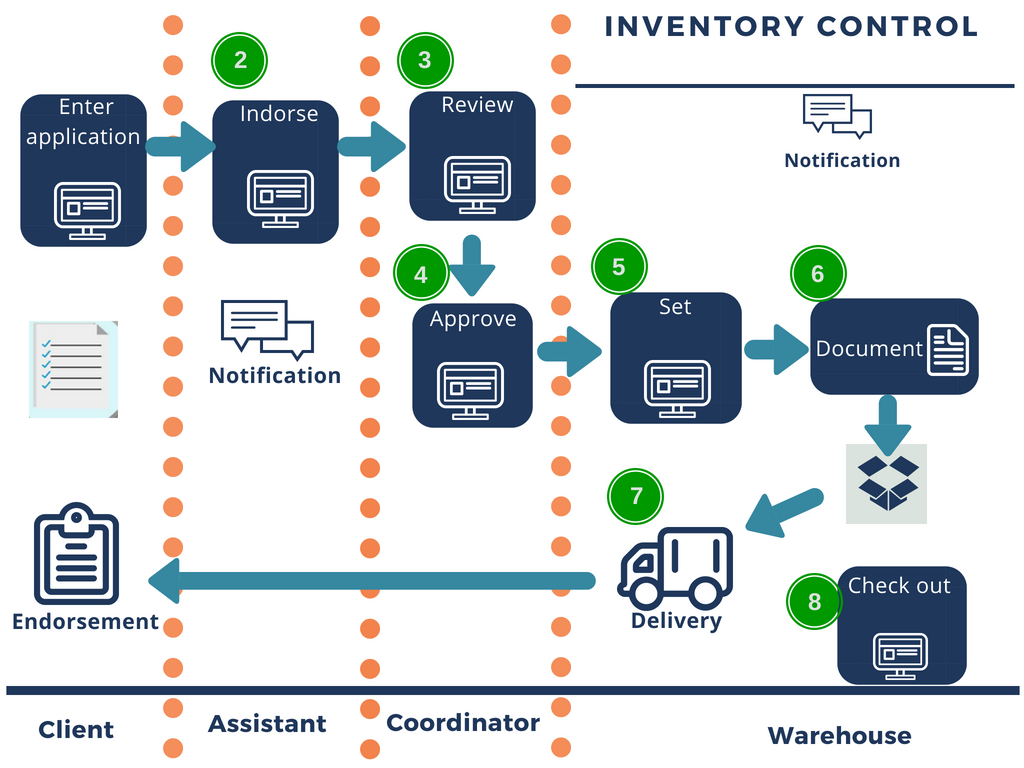 INVENTORY CONTROL
2
3
Enter
application
Indorse
Review
Notification
4
5
6
Approve
Set
Document
Notification
7
8
Check out
Endorsement
Delivery
Client
Assistant
Coordinator
Warehouse